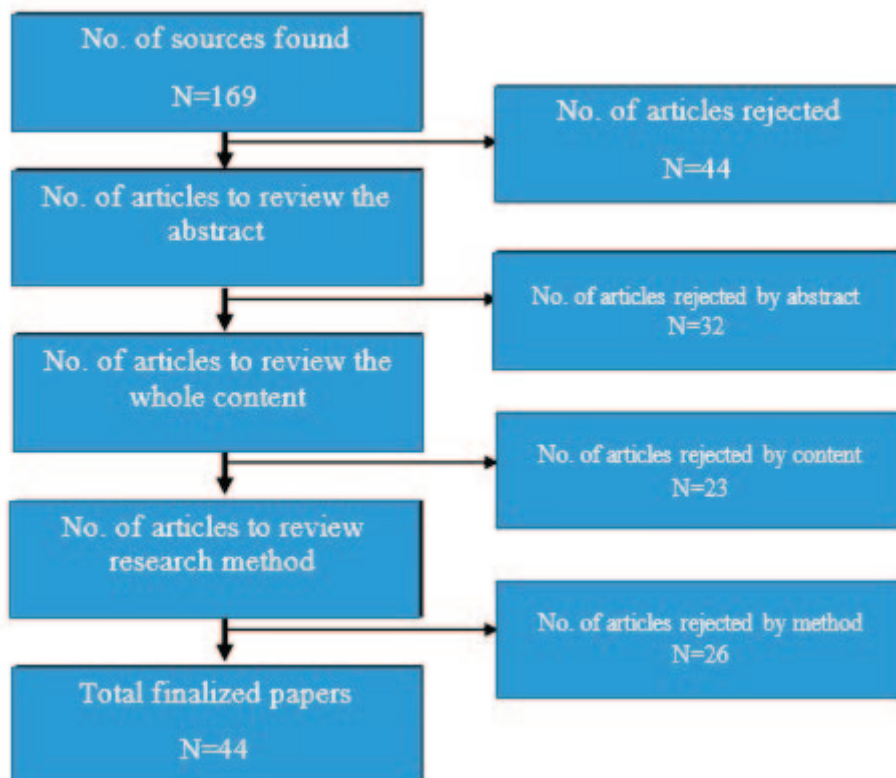 No. of sources found
N=169
No. of articles rejected
N=44
No. of articles to review the
abstract
No. of articles rejected by abstract
N=32
No. of articles to review the
whole content
No. of articles rejected by content
N=23
No. of articles to review
research method
No. of articles rejected by method
N=26
Total finalized papers
N=44